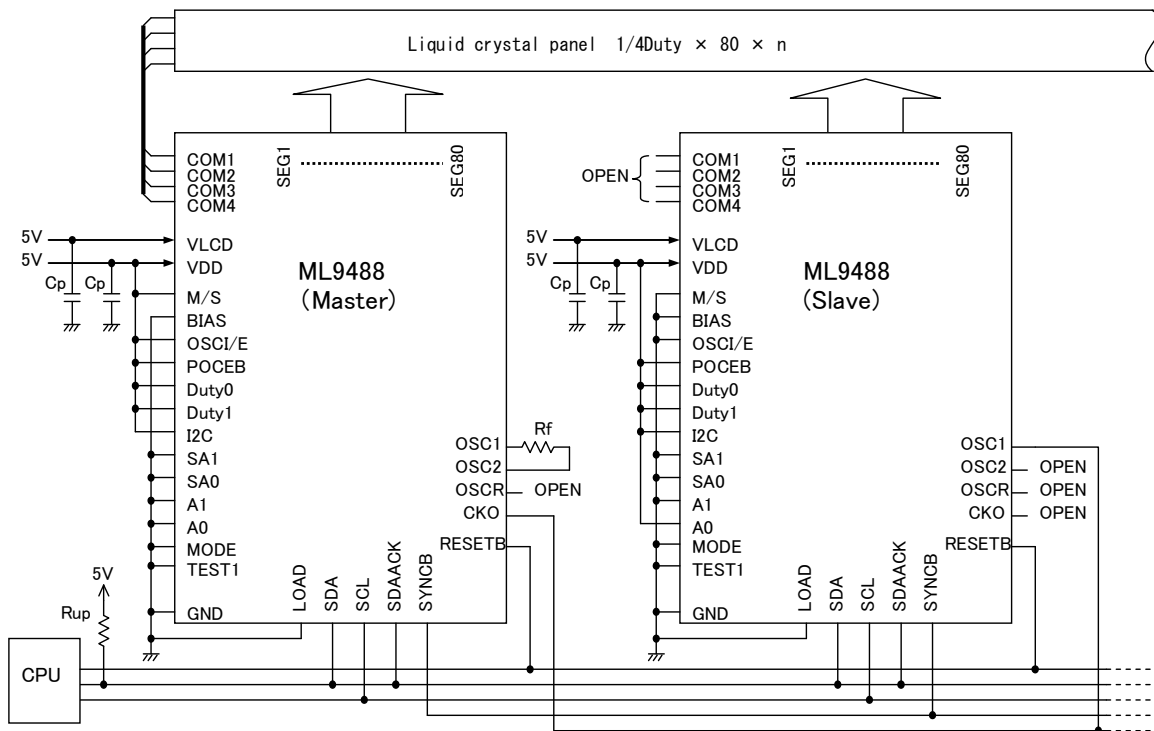 Liquid crystal panel 1/4Duty × 80 × n
COM1
COM2
COM3
COM4
SEG1
SEG80
5V
5V
Cp
Cp
VLCD
VDD
M/S
BIAS
OSCI/E
POCEB
Duty0
Duty1
I2C
SA1
SA0
A1
A0
MODE
TEST1
GND
ML9488
(Master)
Rf
OSC1
OSC2
OSCR
OPEN
CKO
RESETB
LOAD
SDA
SCL
SDAACK
SYNCB
OPEN
COM1
COM2
COM3
COM4
SEG1
SEG80
5V
5V
Cp
Cp
VLCD
VDD
M/S
BIAS
OSCI/E
POCEB
Duty0
Duty1
I2C
SA1
SA0
A1
A0
MODE
TEST1
GND
ML9488
(Slave)
OSC1
OSC2
OPEN
OSCR
OPEN
CKO
OPEN
RESETB
LOAD
SDA
SCL
SDAACK
SYNCB
5V
Rup
CPU